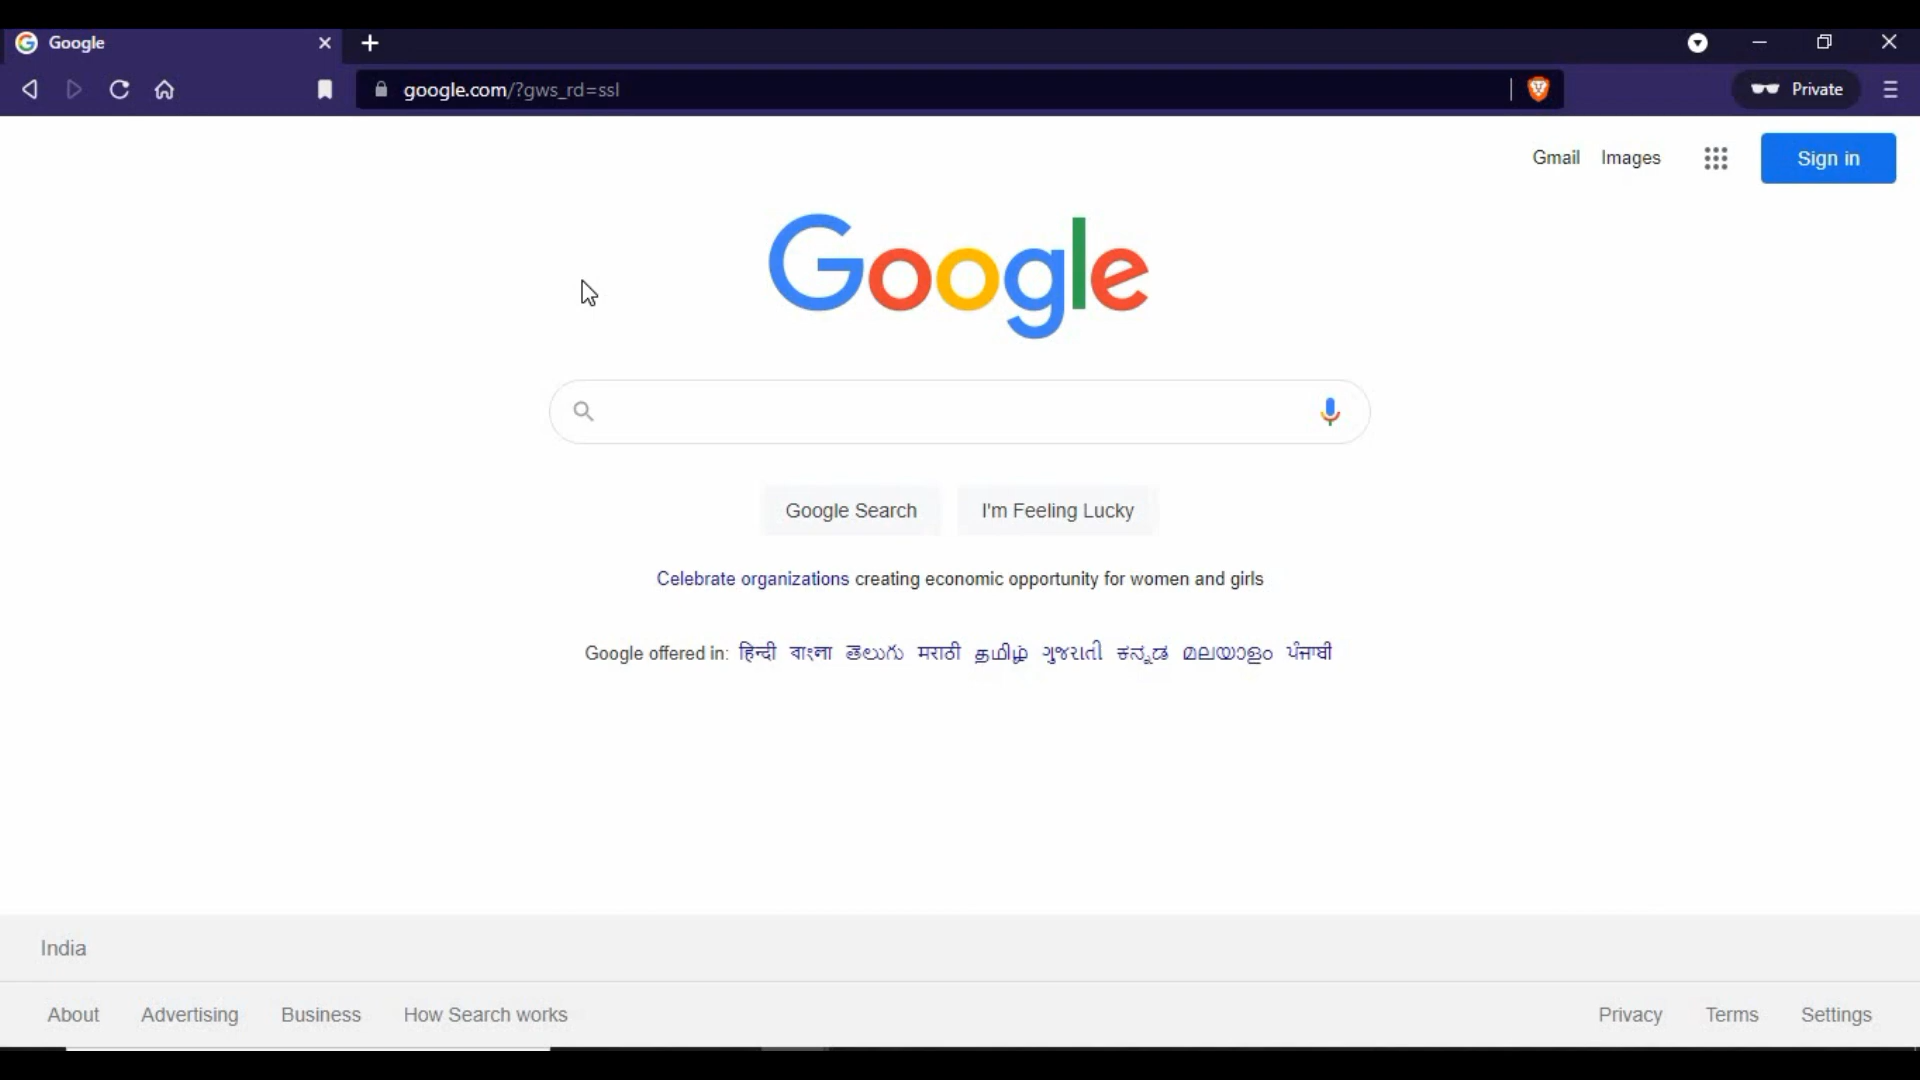 Google
google.com/?gws_rd=ssl
Private
Gmail Images Sign in
Google
Google Search I'm Feeling Lucky
Celebrate organizations creating economic opportunity for women and girls
Google offered in: हिन्दी বাংলা తెలుగు मराठी தமிழ் ગુજરાતી ಕನ್ನಡ മലയാളം ਪੰਜਾਬੀ
India
About Advertising Business How Search works Privacy Terms Settings